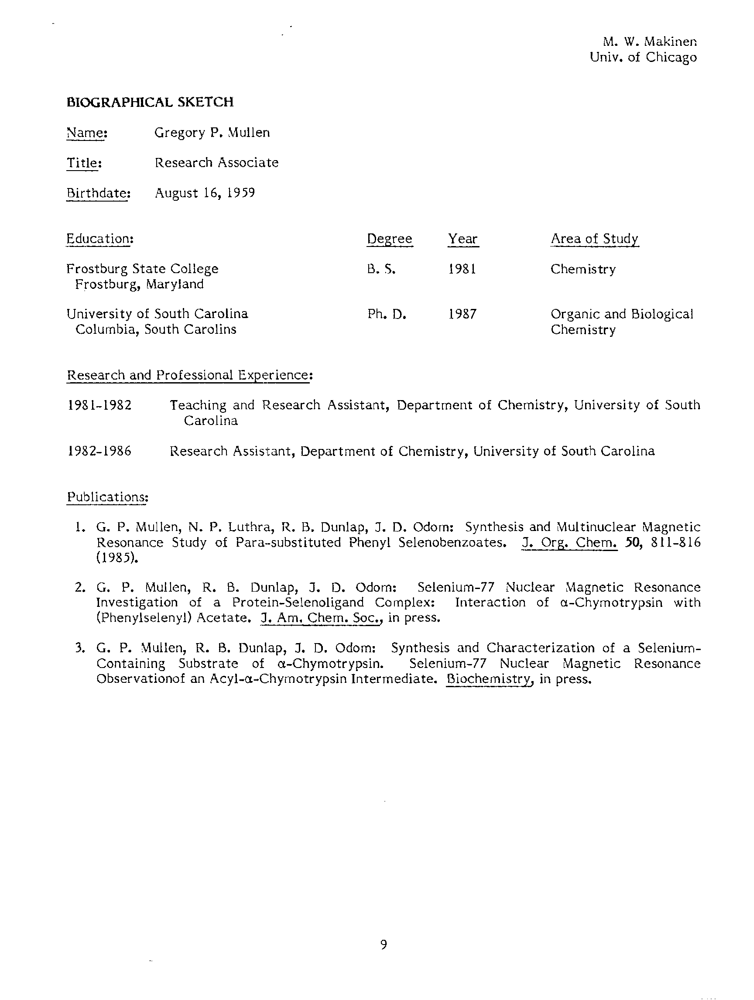 M. W. Makinen
Univ. of Chicago
BIOGRAPHICAL SKETCH
Name: Gregory P. Mullen
Title: Research Associate
Birthdate: August 16, 1959
Education: Degree Year Area of Study
Frostburg State College B. S. 1981 Chemistry
Frostburg, Maryland
University of South Carolina Ph. D. 1987 Organic and Biological
Columbia, South Carolins Chemistry
Research and Professional Experience:
1981-1982 Teaching and Research Assistant, Department of Chemistry, University of South
Carolina
1982-1986 Research Assistant, Department of Chemistry, University of South Carolina
Publications:
1. G. P. Mullen, N. P. Luthra, R. B. Dunlap, J. D. Odom: Synthesis and Multinuclear Magnetic
Resonance Study of Para-substituted Phenyl Selenobenzoates. J. Org. Chem. 50, 811-816
(1985).
2. G. P. Mullen, R. B. Dunlap, J. D. Odom: Selenium-77 Nuclear Magnetic Resonance
Investigation of a Protein-Selenoligand Complex: Interaction of α-Chymotrypsin with
(Phenylselenyl) Acetate. J. Am. Chem. Soc., in press.
3. G. P. Mullen, R. B. Dunlap, J. D. Odom: Synthesis and Characterization of a Selenium-
Containing Substrate of α-Chymotrypsin. Selenium-77 Nuclear Magnetic Resonance
Observationof an Acyl-α-Chymotrypsin Intermediate. Biochemistry, in press.
9